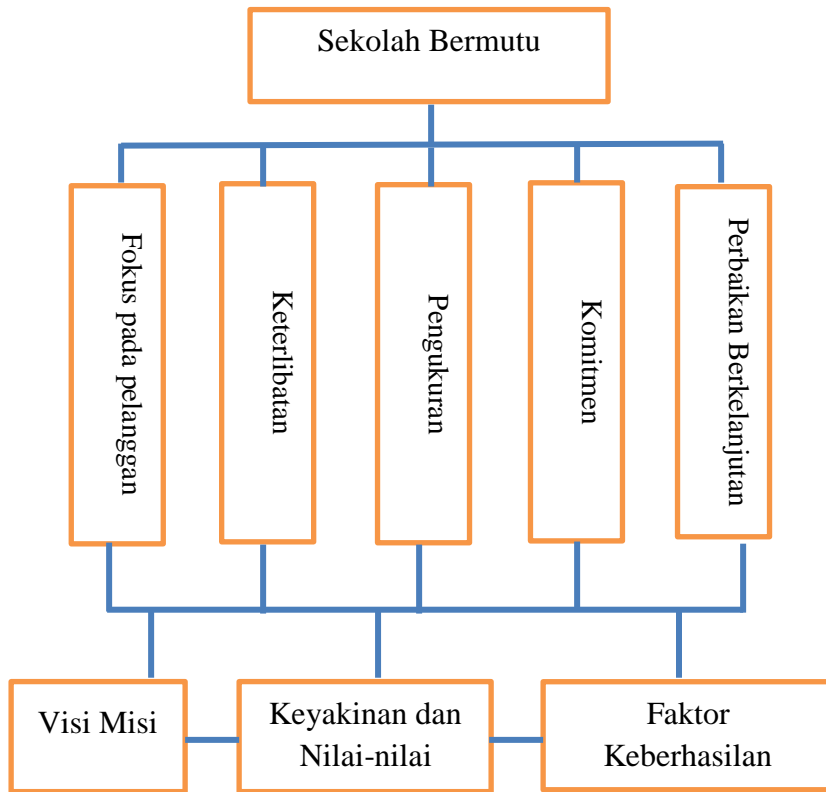 Sekolah Bermutu
Fokus pada pelanggan
Keterlibatan
Pengukuran
Komitmen
Perbaikan Berkelanjutan
Visi Misi
Keyakinan dan
Nilai-nilai
Faktor
Keberhasilan